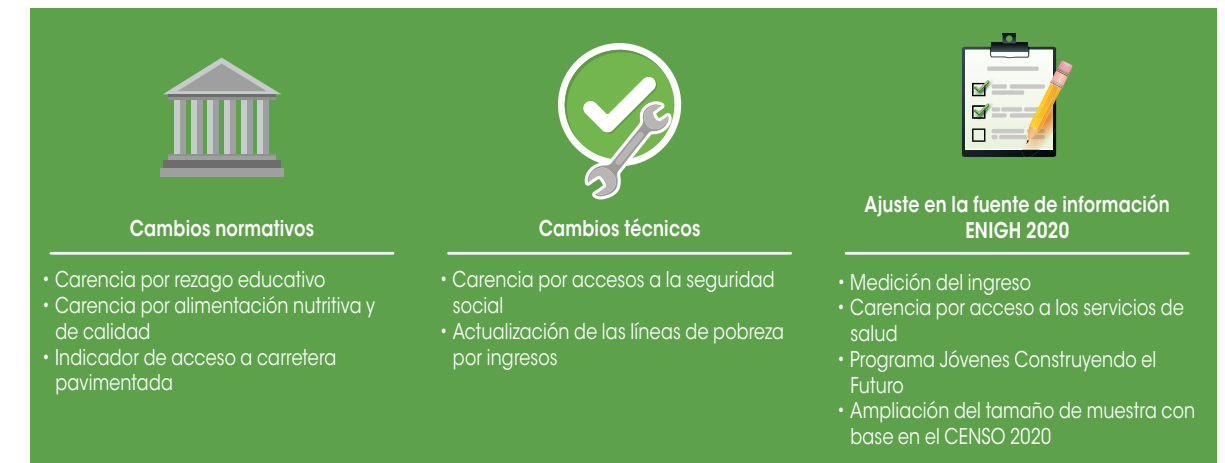 Cambios normativos
• Carencia por rezago educativo
• Carencia por alimentación nutritiva y
de calidad
• Indicador de acceso a carretera
pavimentada
Cambios técnicos
• Carencia por accesos a la seguridad
social
• Actualización de las líneas de pobreza
por ingresos
Ajuste en la fuente de información
ENIGH 2020
• Medición del ingreso
• Carencia por acceso a los servicios de
salud
• Programa Jóvenes Construyendo el
Futuro
• Ampliación del tamaño de muestra con
base en el CENSO 2020